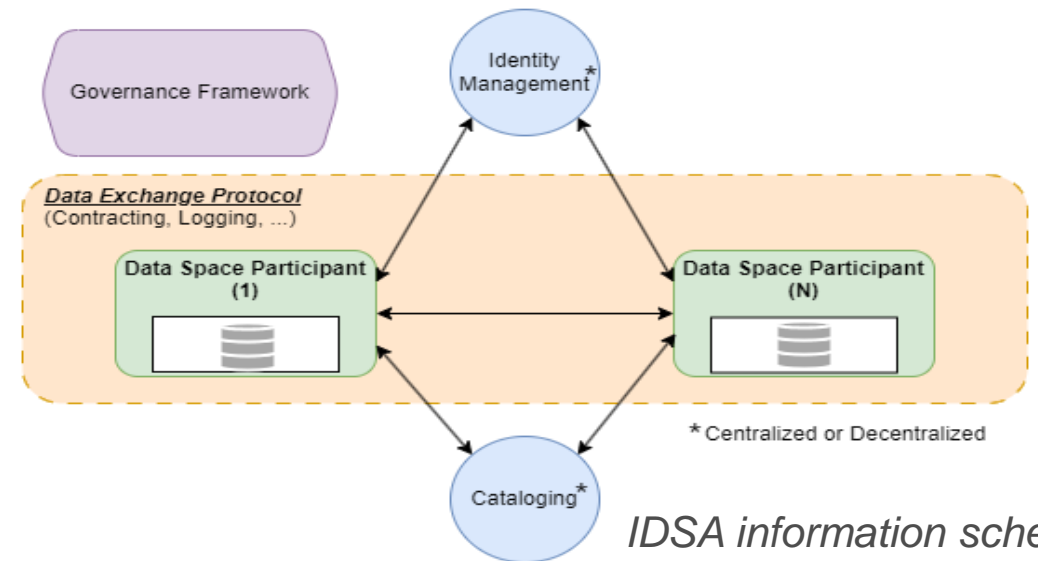 Identity
Management*
Governance Framework
Data Exchange Protocol
(Contracting, Logging, ...)
Data Space Participant
(1)
Data Space Participant
(N)
* Centralized or Decentralized
Cataloging*
IDSA information sche